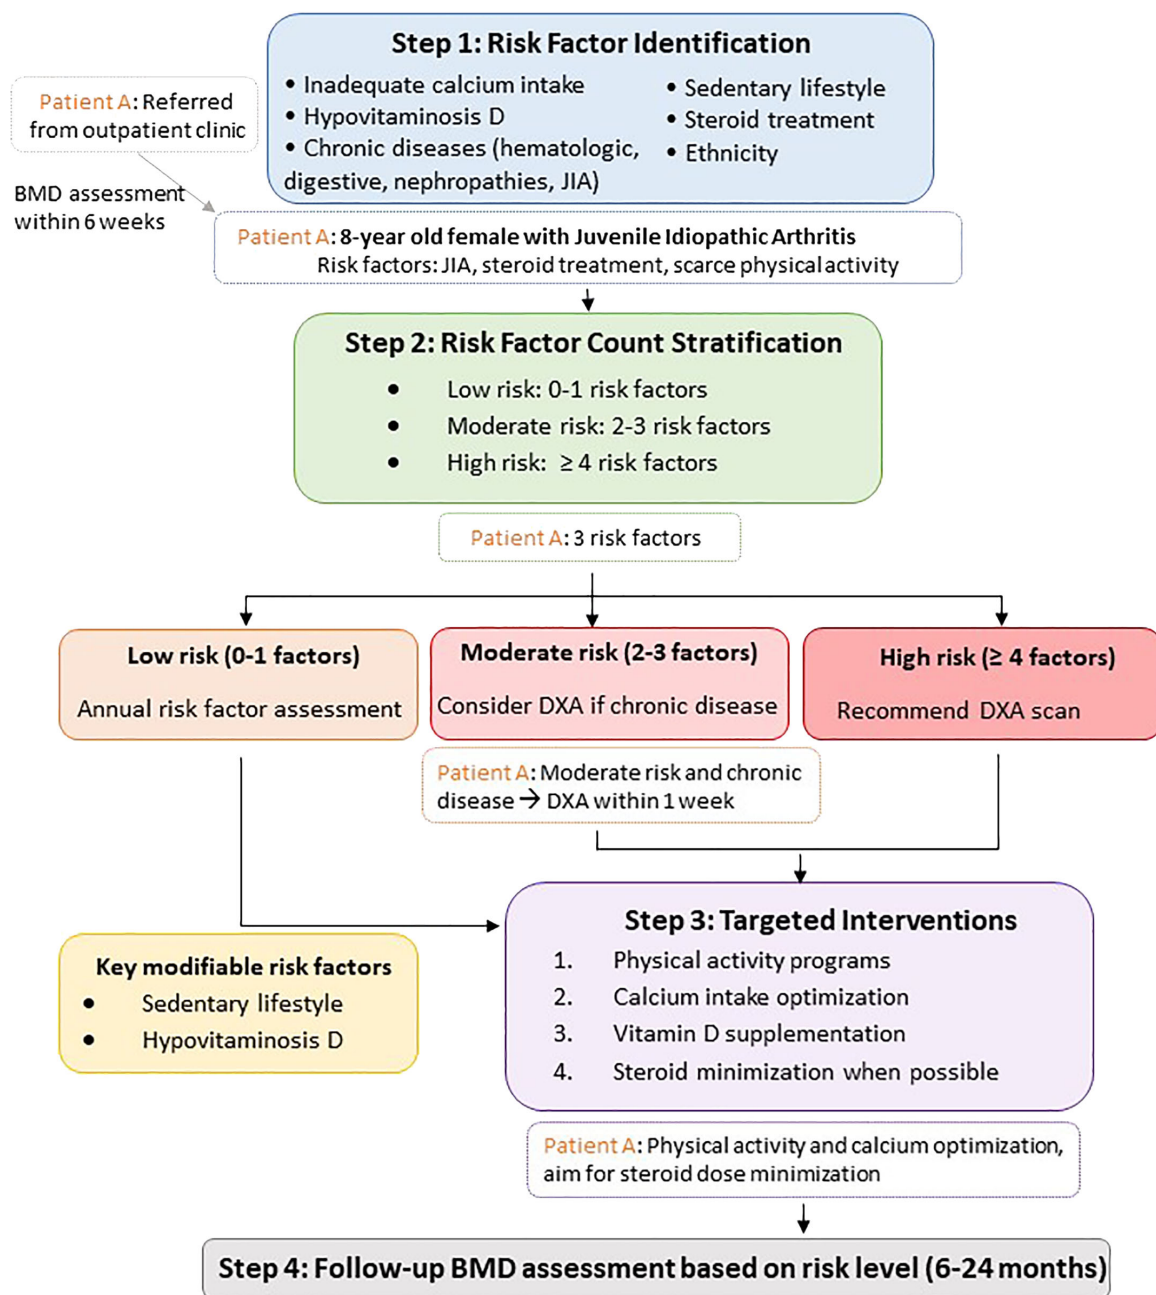 Step 1: Risk Factor Identification
• Inadequate calcium intake
• Hypovitaminosis D
• Chronic diseases (hematologic,
digestive, nephropathies, JIA)
• Sedentary lifestyle
• Steroid treatment
• Ethnicity
Patient A: Referred
from outpatient clinic
BMD assessment
within 6 weeks
Patient A: 8-year old female with Juvenile Idiopathic Arthritis
Risk factors: JIA, steroid treatment, scarce physical activity
Step 2: Risk Factor Count Stratification
• Low risk: 0-1 risk factors
• Moderate risk: 2-3 risk factors
• High risk: ≥ 4 risk factors
Patient A: 3 risk factors
Low risk (0-1 factors)
Annual risk factor assessment
Moderate risk (2-3 factors)
Consider DXA if chronic disease
High risk (≥ 4 factors)
Recommend DXA scan
Patient A: Moderate risk and chronic
disease → DXA within 1 week
Step 3: Targeted Interventions
1. Physical activity programs
2. Calcium intake optimization
3. Vitamin D supplementation
4. Steroid minimization when possible
Key modifiable risk factors
• Sedentary lifestyle
• Hypovitaminosis D
Patient A: Physical activity and calcium optimization,
aim for steroid dose minimization
Step 4: Follow-up BMD assessment based on risk level (6-24 months)